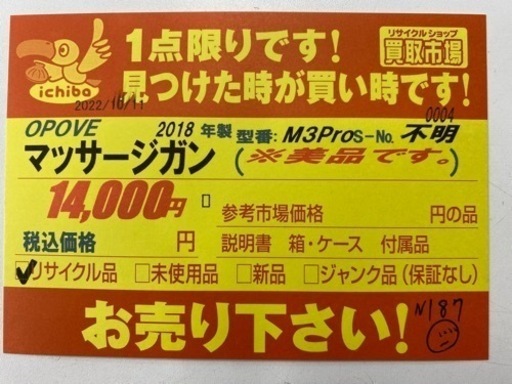 1点限りです!
リサイクルショップ
買取市場
ichiba
見つけた時が買い時です!
2022/10/11
0004
OPOVE 2018 年製 型番: M3Pro S-No. 不明
マッサージガン (※美品です。)
14,000円 参考市場価格 円の品
税込価格 円 説明書 箱・ケース 付属品
✓リサイクル品 □未使用品 □新品 □ジャンク品(保証なし)
お売り下さい!
N187